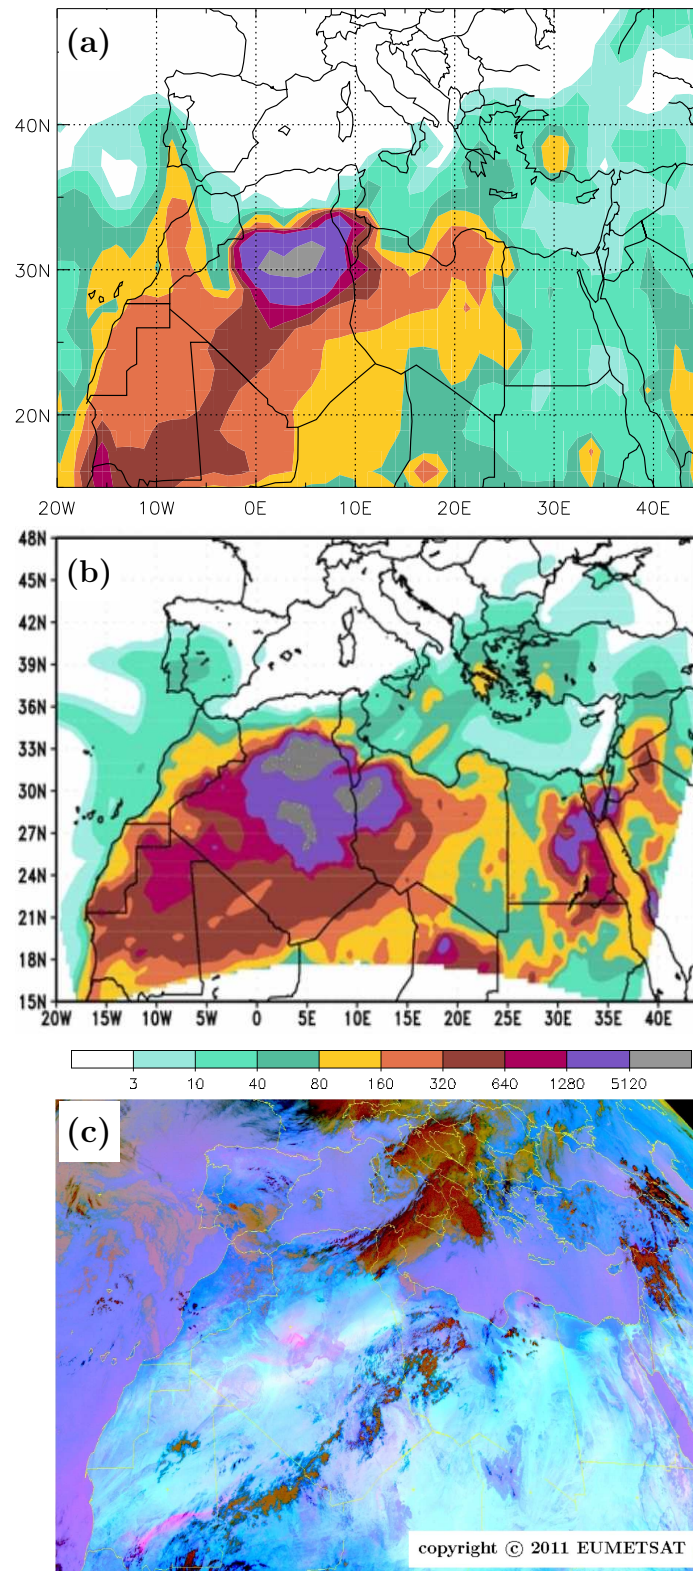 (a)
40N
30N
20N
20W 10W 0E 10E 20E 30E 40E
(b)
48N
45N
42N
39N
36N
33N
30N
27N
24N
21N
18N
15N
20W 15W 10W 5W 0 5E 10E 15E 20E 25E 30E 35E 40E
3 10 40 80 160 320 640 1280 5120
(c)
copyright © 2011 EUMETSAT